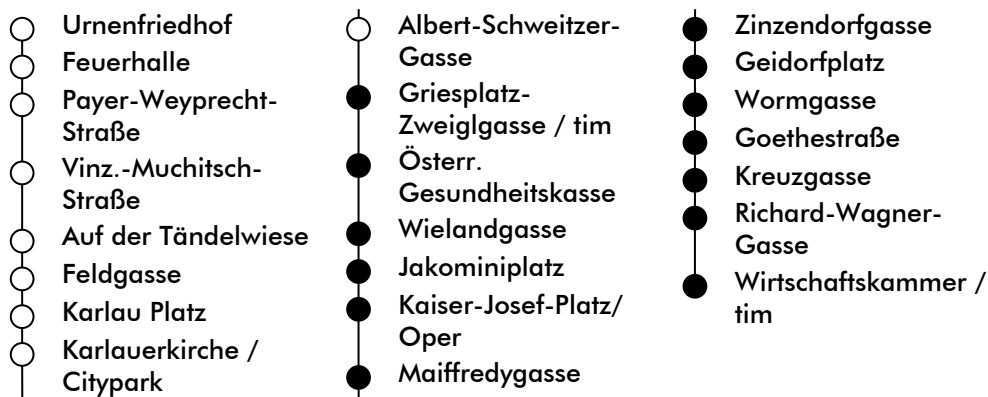 Urnenfriedhof
Feuerhalle
Payer-Weyprecht-
Straße
Vinz.-Muchitsch-
Straße
Auf der Tändelwiese
Feldgasse
Karlau Platz
Karlauerkirche /
Citypark
Albert-Schweitzer-
Gasse
Griesplatz-
Zweiglgasse / tim
Österr.
Gesundheitskasse
Wielandgasse
Jakominiplatz
Kaiser-Josef-Platz/
Oper
Maiffredygasse
Zinzendorfgasse
Geidorfplatz
Wormgasse
Goethestraße
Kreuzgasse
Richard-Wagner-
Gasse
Wirtschaftskammer /
tim